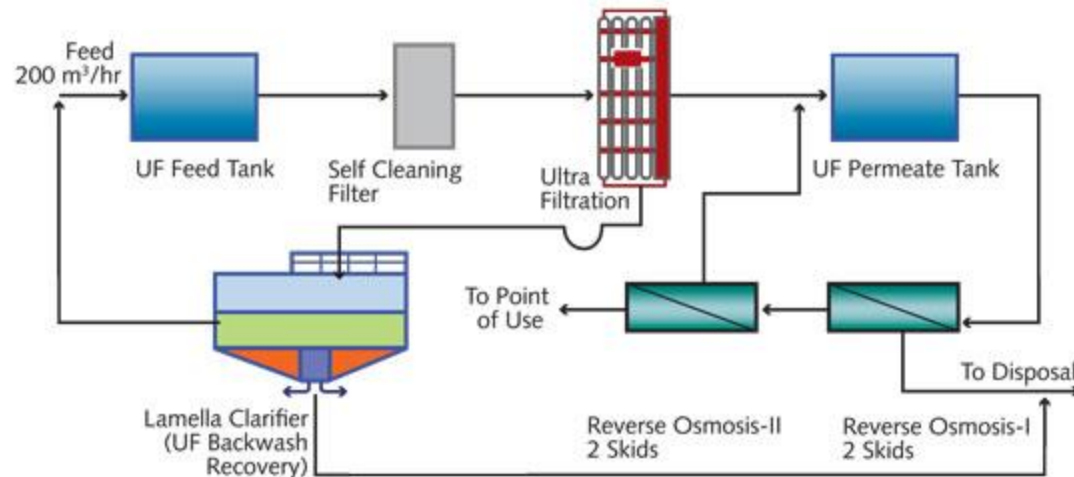 Feed
200 m³/hr
UF Feed Tank
Self Cleaning
Filter
Ultra
Filtration
UF Permeate Tank
To Point
of Use
To Disposal
Lamella Clarifier
(UF Backwash
Recovery)
Reverse Osmosis-II
2 Skids
Reverse Osmosis-I
2 Skids